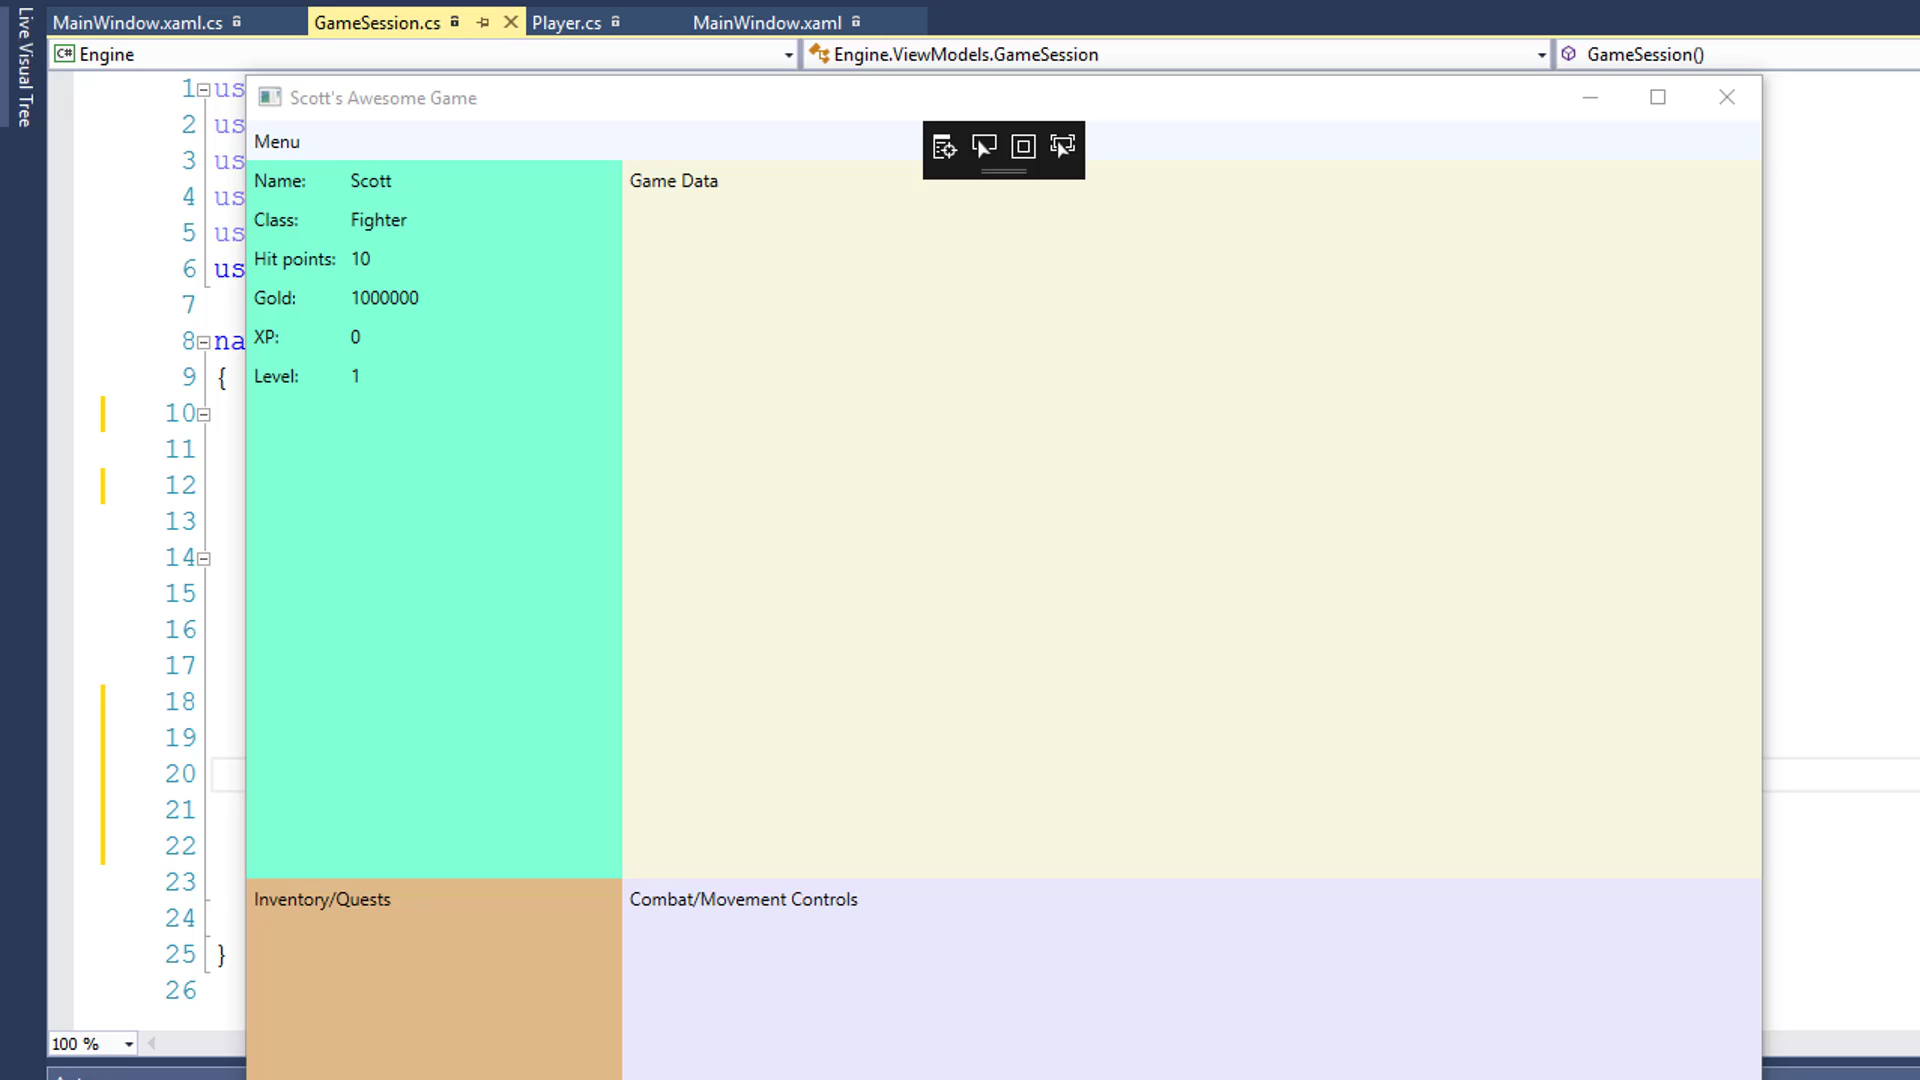 MainWindow.xaml.cs GameSession.cs Player.cs MainWindow.xaml
Live Visual Tree
C# Engine Engine.ViewModels.GameSession GameSession()
Scott's Awesome Game
Menu
1 us
2 us
3 us
4 us
5 us
6 us
7
8 na
9 {
10
11
12
13
14
15
16
17
18
19
20
21
22
23
24
25 }
26
Name: Scott
Class: Fighter
Hit points: 10
Gold: 1000000
XP: 0
Level: 1
Game Data
Inventory/Quests
Combat/Movement Controls
100 %